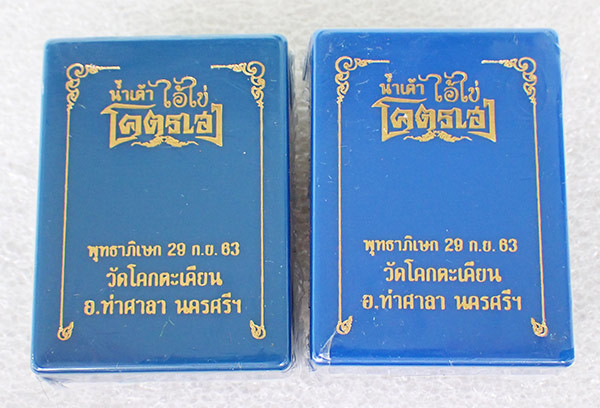 น้ำเต้า ไอ้ไข่
โคตรเฮง
พุทธาภิเษก 29 ก.ย. 63
วัดโคกตะเคียน
อ.ท่าศาลา นครศรีฯ
น้ำเต้า ไอ้ไข่
โคตรเฮง
พุทธาภิเษก 29 ก.ย. 63
วัดโคกตะเคียน
อ.ท่าศาลา นครศรีฯ